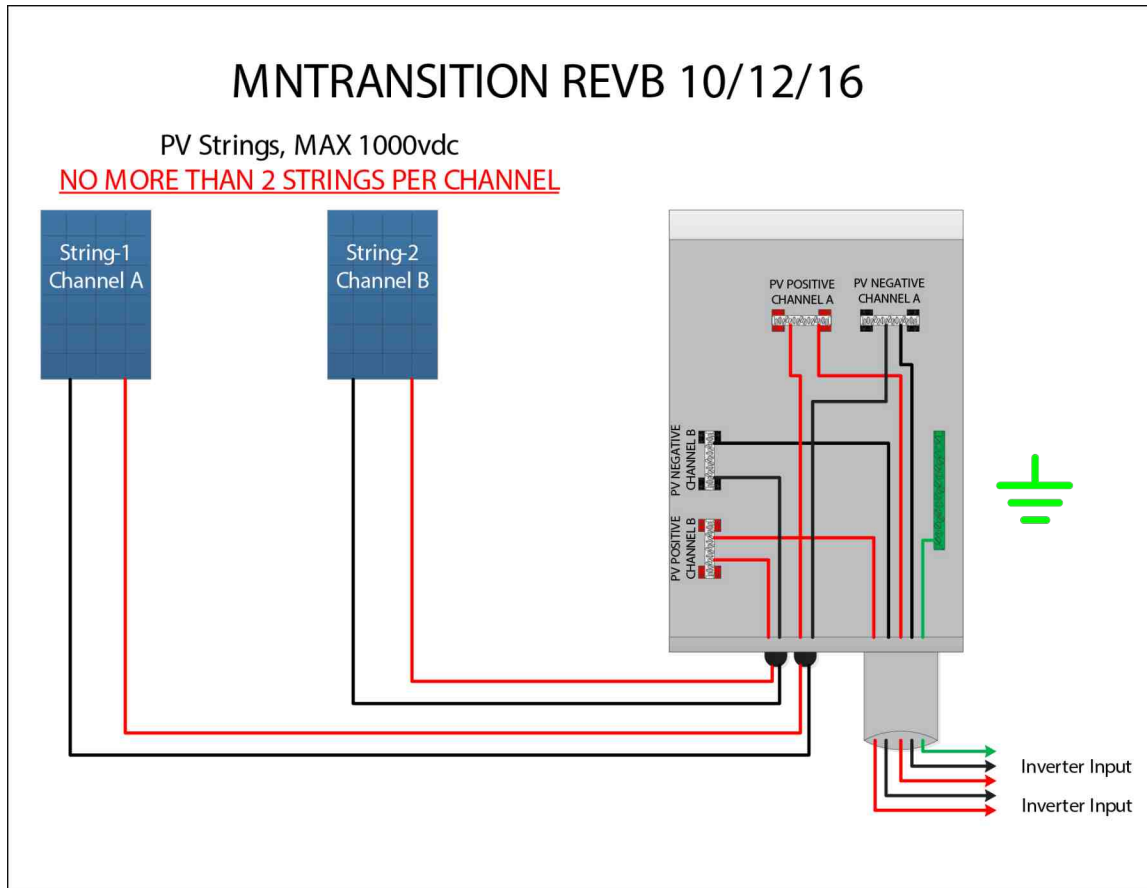 MNTRANSITION REVB 10/12/16
PV Strings, MAX 1000vdc
NO MORE THAN 2 STRINGS PER CHANNEL
String-1
Channel A
String-2
Channel B
PV POSITIVE
CHANNEL A
PV NEGATIVE
CHANNEL A
PV NEGATIVE
CHANNEL B
PV POSITIVE
CHANNEL B
Inverter Input
Inverter Input